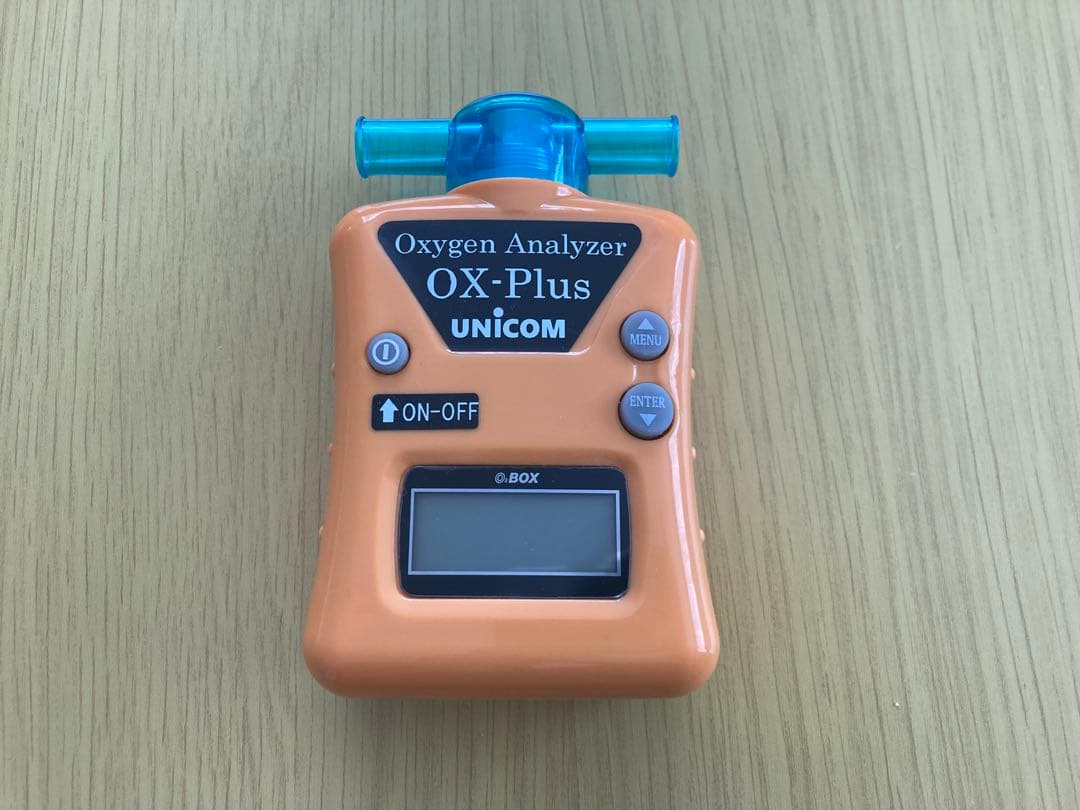 Oxygen Analyzer
OX-Plus
UNiCOM
MENU
ON-OFF
ENTER
O₂BOX